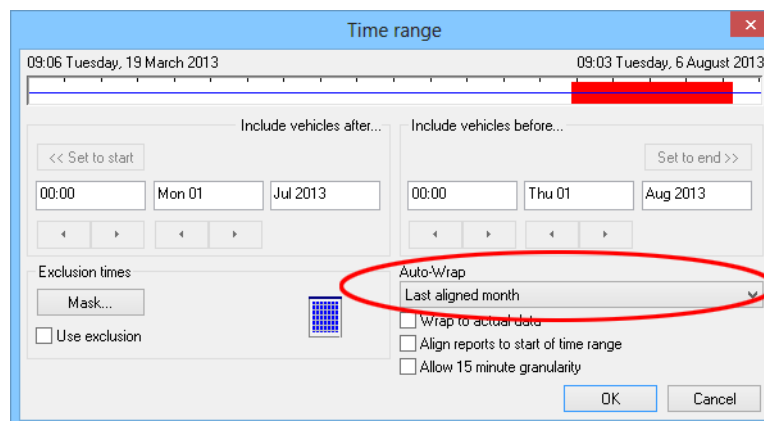 Time range
09:06 Tuesday, 19 March 2013
09:03 Tuesday, 6 August 2013
Include vehicles after...
Include vehicles before...
<< Set to start
Set to end >>
00:00
Mon 01
Jul 2013
00:00
Thu 01
Aug 2013
Exclusion times
Auto-Wrap
Mask...
Last aligned month
Use exclusion
Wrap to actual data
Align reports to start of time range
Allow 15 minute granularity
OK
Cancel